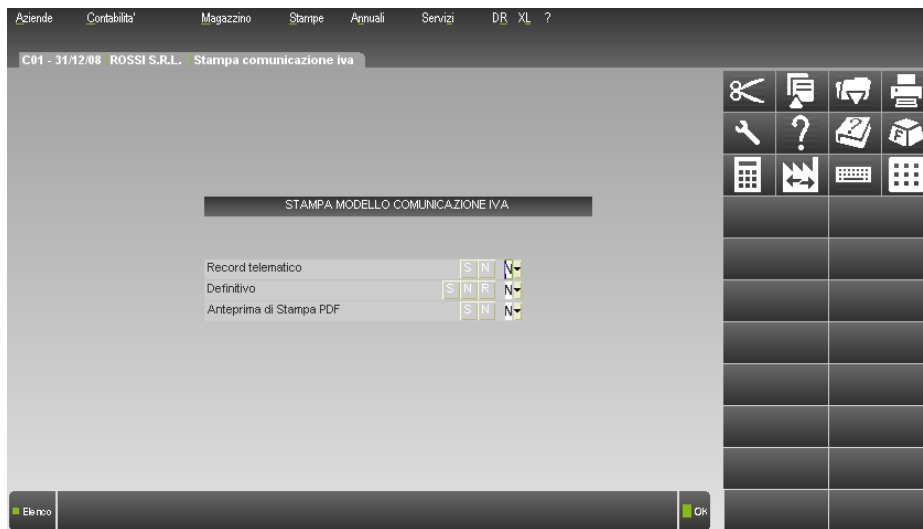 Aziende Contabilita' Magazzino Stampe Annuali Servizi DR XL ?
C01 - 31/12/08 ROSSI S.R.L. Stampa comunicazione iva
STAMPA MODELLO COMUNICAZIONE IVA
Record telematico S N N
Definitivo S N R N
Anteprima di Stampa PDF S N N
Elenco OK